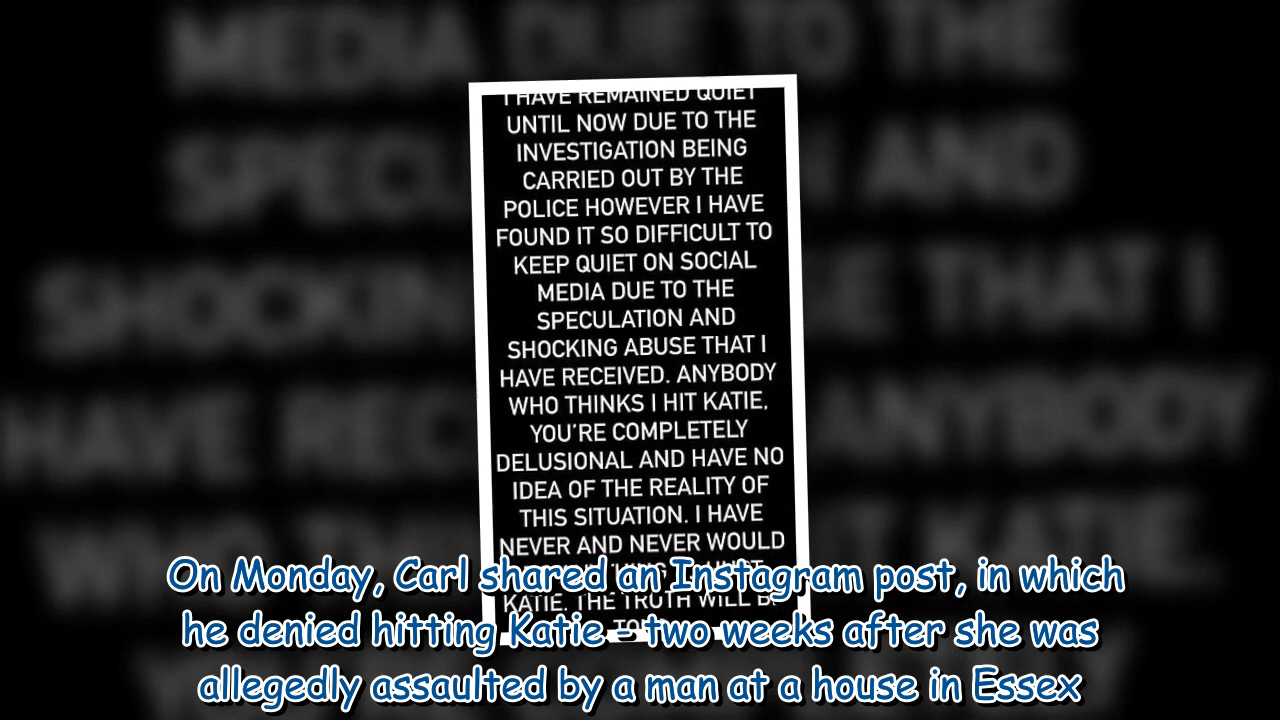 I HAVE REMAINED QUIET
UNTIL NOW DUE TO THE
INVESTIGATION BEING
CARRIED OUT BY THE
POLICE HOWEVER I HAVE
FOUND IT SO DIFFICULT TO
KEEP QUIET ON SOCIAL
MEDIA DUE TO THE
SPECULATION AND
SHOCKING ABUSE THAT I
HAVE RECEIVED. ANYBODY
WHO THINKS I HIT KATIE,
YOU'RE COMPLETELY
DELUSIONAL AND HAVE NO
IDEA OF THE REALITY OF
THIS SITUATION. I HAVE
NEVER AND NEVER WOULD
KATIE. THE TRUTH WILL BE
On Monday, Carl shared an Instagram post, in which
he denied hitting Katie - two weeks after she was
allegedly assaulted by a man at a house in Essex